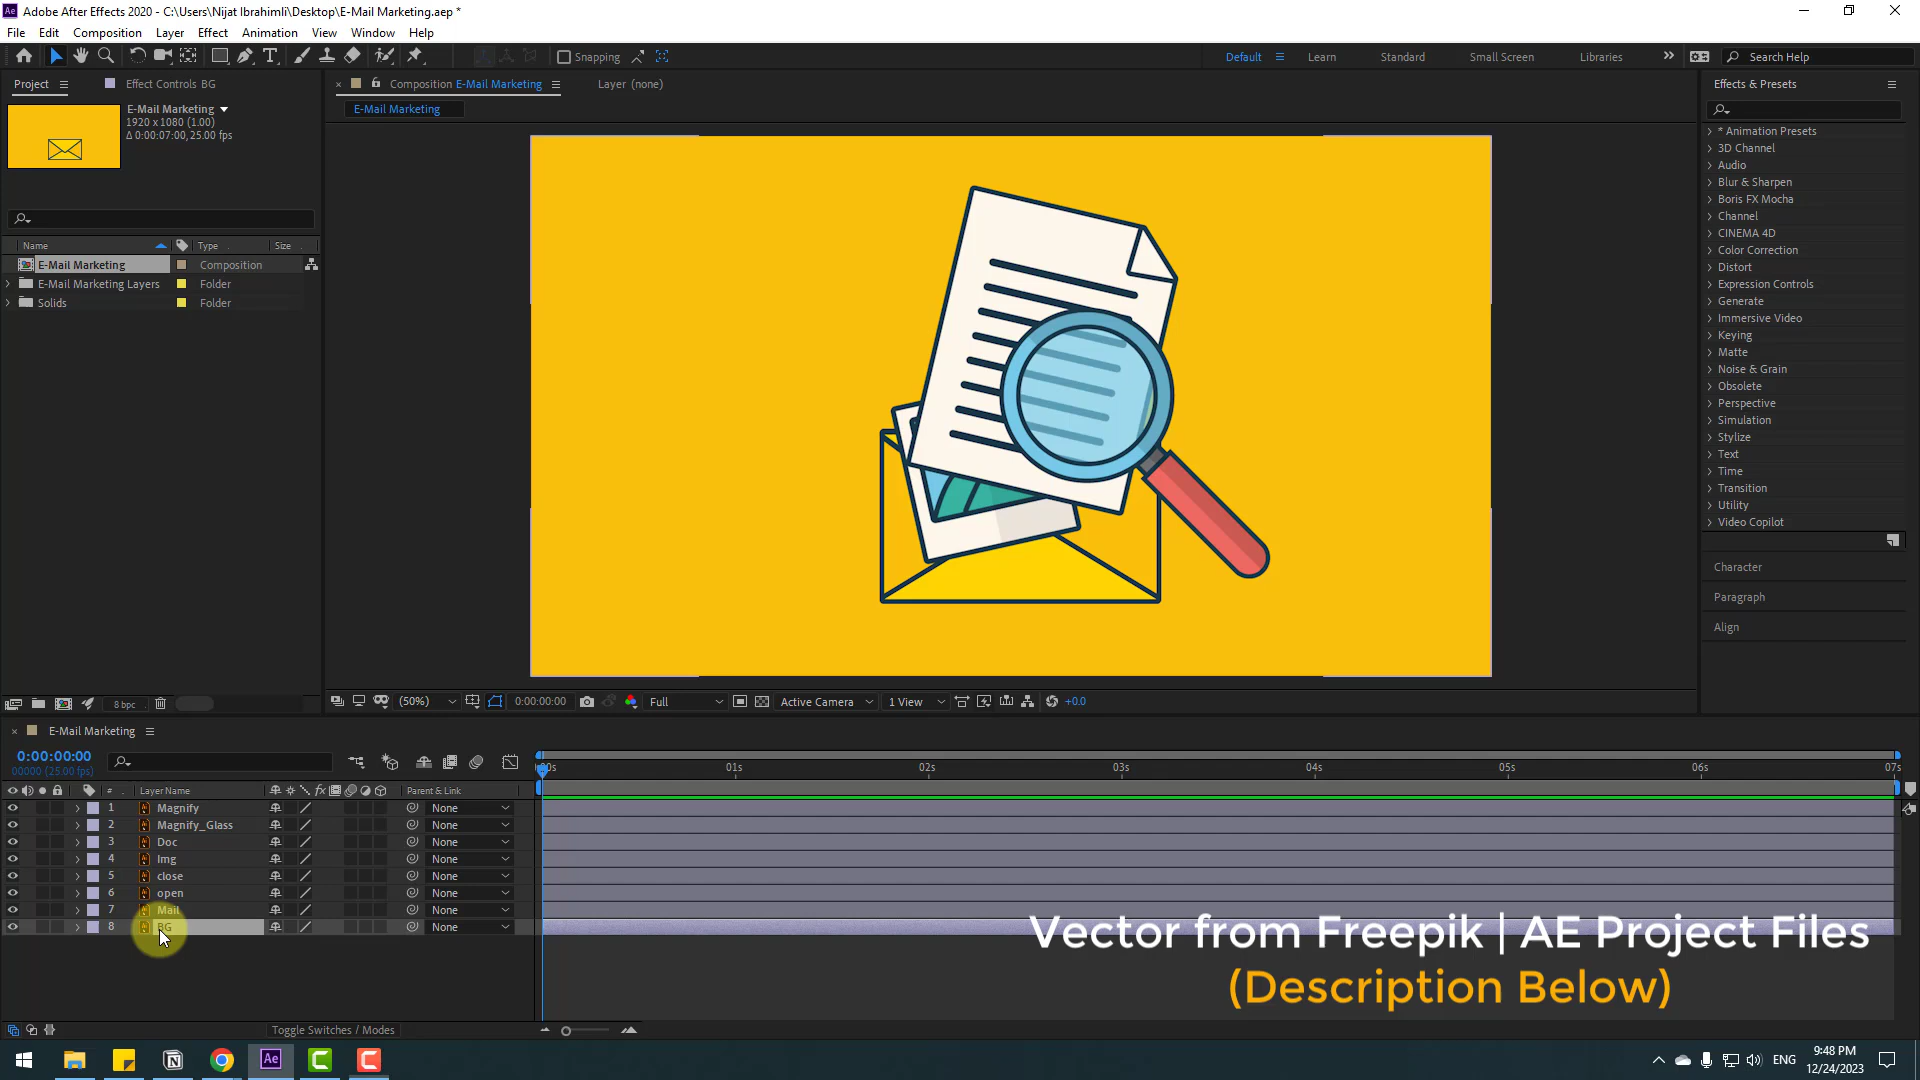 Adobe After Effects 2020 - C:\Users\Nijat Ibrahimli\Desktop\E-Mail Marketing.aep *
File Edit Composition Layer Effect Animation View Window Help
Snapping
Default Learn Standard Small Screen Libraries Search Help
Project Effect Controls BG
Composition E-Mail Marketing Layer (none)
E-Mail Marketing
Effects & Presets
E-Mail Marketing
1920 x 1080 (1.00)
Δ 0:00:07:00, 25.00 fps
Name Type Size
E-Mail Marketing Composition
E-Mail Marketing Layers Folder
Solids Folder
* Animation Presets
3D Channel
Audio
Blur & Sharpen
Boris FX Mocha
Channel
CINEMA 4D
Color Correction
Distort
Expression Controls
Generate
Immersive Video
Keying
Matte
Noise & Grain
Obsolete
Perspective
Simulation
Stylize
Text
Time
Transition
Utility
Video Copilot
Character
Paragraph
Align
8 bpc
(50%) 0:00:00:00 Full Active Camera 1 View +0.0
E-Mail Marketing
0:00:00:00
00000 (25.00 fps)
:00s 01s 02s 03s 04s 05s 06s 07s
# Layer Name Parent & Link
1 Magnify None
2 Magnify_Glass None
3 Doc None
4 Img None
5 close None
6 open None
7 Mail None
8 BG None
Vector from Freepik | AE Project Files
(Description Below)
Toggle Switches / Modes
Ae
ENG
9:48 PM
12/24/2023